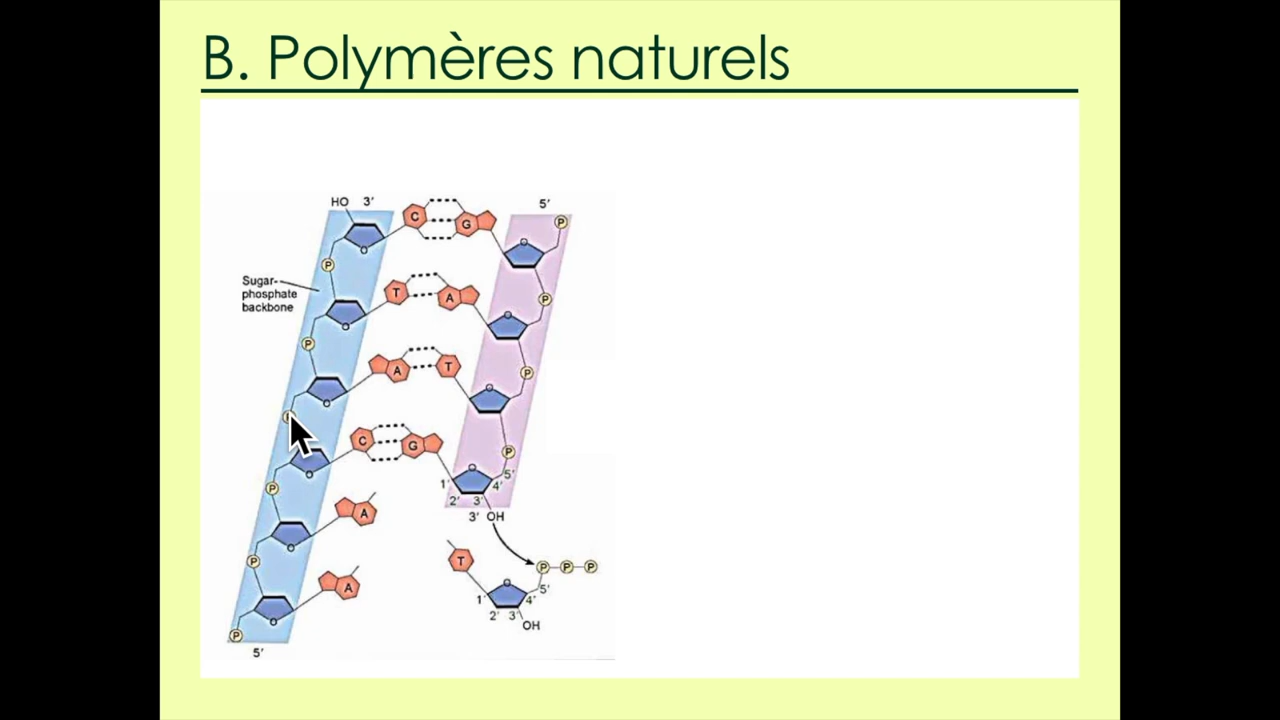 B. Polymères naturels
HO 3’ 5’
C G P
P
Sugar-
phosphate
backbone
T A P
P
A T P
C G P
P
1’ 2’ 3’ 4’ 5’
3’ OH
A
P
T P P P
A
1’ 2’ 3’ 4’ 5’
OH
P
5’
O O O O O O O O O O O